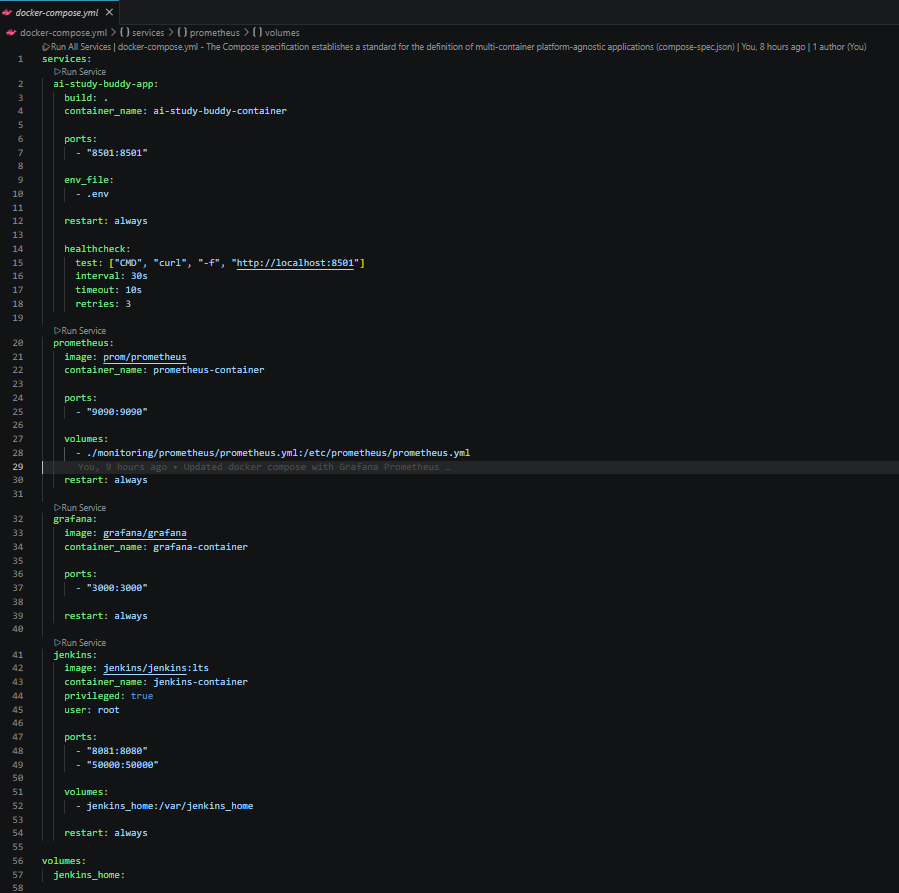 docker-compose.yml ×
docker-compose.yml > {} services > {} prometheus > [] volumes
▷Run All Services | docker-compose.yml - The Compose specification establishes a standard for the definition of multi-container platform-agnostic applications (compose-spec.json) | You, 8 hours ago | 1 author (You)
1 services:
▷Run Service
2 ai-study-buddy-app:
3 build: .
4 container_name: ai-study-buddy-container
5
6 ports:
7 - "8501:8501"
8
9 env_file:
10 - .env
11
12 restart: always
13
14 healthcheck:
15 test: ["CMD", "curl", "-f", "http://localhost:8501"]
16 interval: 30s
17 timeout: 10s
18 retries: 3
19
▷Run Service
20 prometheus:
21 image: prom/prometheus
22 container_name: prometheus-container
23
24 ports:
25 - "9090:9090"
26
27 volumes:
28 - ./monitoring/prometheus/prometheus.yml:/etc/prometheus/prometheus.yml
29 You, 9 hours ago • Updated docker compose with Grafana Prometheus …
30 restart: always
31
▷Run Service
32 grafana:
33 image: grafana/grafana
34 container_name: grafana-container
35
36 ports:
37 - "3000:3000"
38
39 restart: always
40
▷Run Service
41 jenkins:
42 image: jenkins/jenkins:lts
43 container_name: jenkins-container
44 privileged: true
45 user: root
46
47 ports:
48 - "8081:8080"
49 - "50000:50000"
50
51 volumes:
52 - jenkins_home:/var/jenkins_home
53
54 restart: always
55
56 volumes:
57 jenkins_home:
58